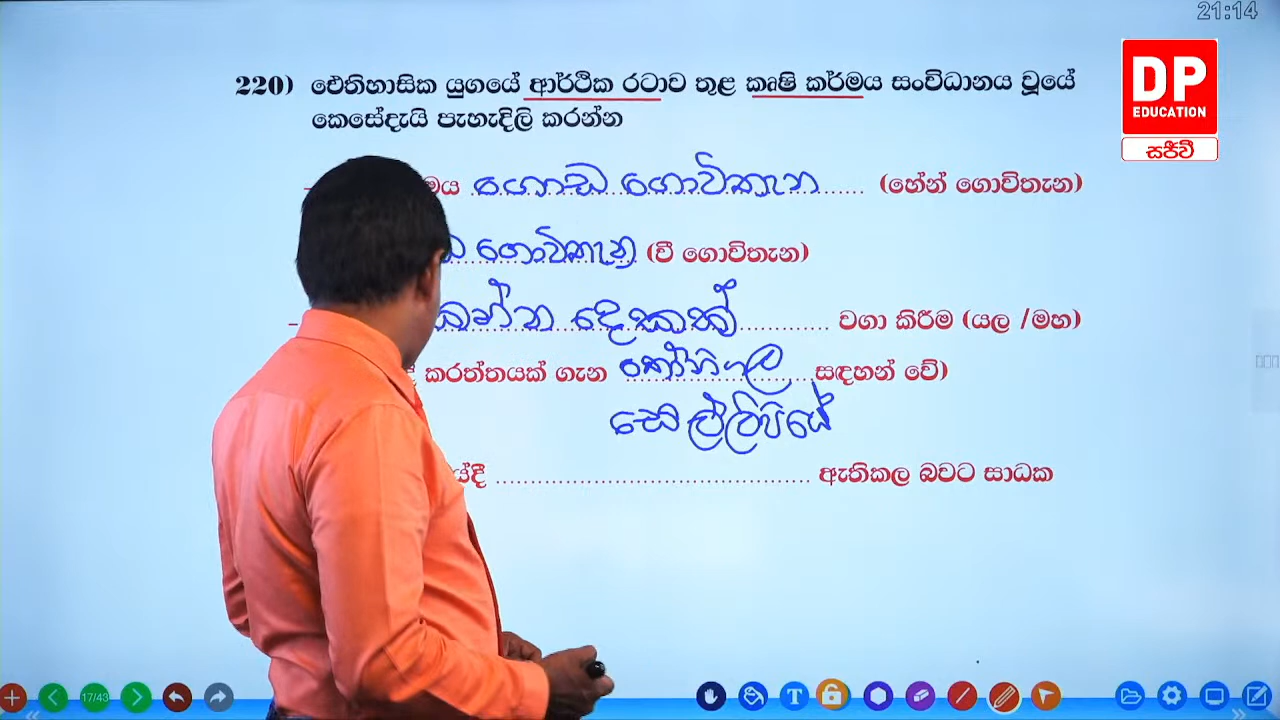 21:14
220) ඓතිහාසික යුගයේ ආර්ථික රටාව තුළ කෘෂි කර්මය සංවිධානය වූයේ
කෙසේදැයි පැහැදිලි කරන්න
DP
EDUCATION
සජීවී
ගොඩ ගොවිතැන (හේන් ගොවිතැන)
ගොවිතැන (වී ගොවිතැන)
කන්න දෙකක් වගා කිරීම (යල /මහ)
කරත්තයක් ගැන සඳහන් වේ)
සෙල්ලිපියේ
ඇතිකල බවට සාධක
17/43